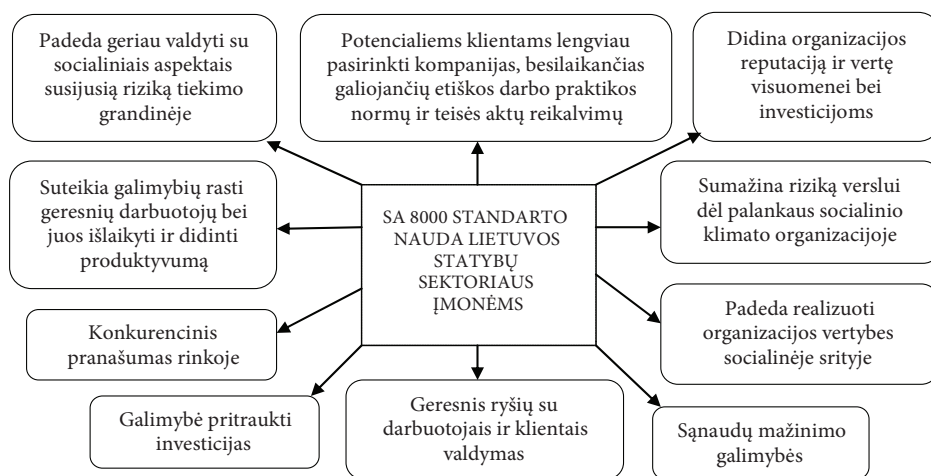 Padeda geriau valdyti su
socialiniais aspektais
susijusią riziką tiekimo
grandinėje
Potencialiems klientams lengviau
pasirinkti kompanijas, besilaikančias
galiojančių etiškos darbo praktikos
normų ir teisės aktų reikalvimų
Didina organizacijos
reputaciją ir vertę
visuomenei bei
investicijoms
Suteikia galimybių rasti
geresnių darbuotojų bei
juos išlaikyti ir didinti
produktyvumą
SA 8000 STANDARTO
NAUDA LIETUVOS
STATYBŲ
SEKTORIAUS
ĮMONĖMS
Sumažina riziką verslui
dėl palankaus socialinio
klimato organizacijoje
Konkurencinis
pranašumas rinkoje
Padeda realizuoti
organizacijos vertybes
socialinėje srityje
Galimybė pritraukti
investicijas
Geresnis ryšių su
darbuotojais ir klientais
valdymas
Sąnaudų mažinimo
galimybės